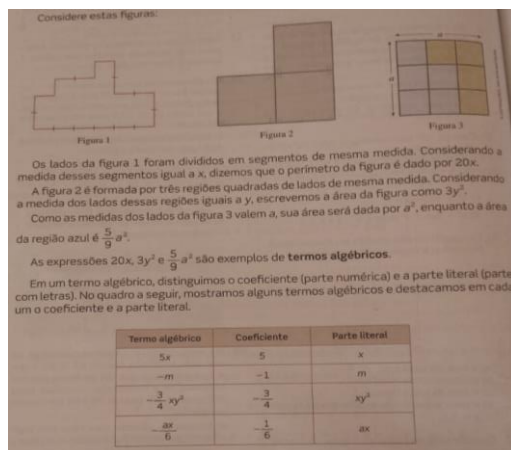 Considere estas figuras:
a
a
Figura 1
Figura 2
Figura 3
Os lados da figura 1 foram divididos em segmentos de mesma medida. Considerando a
medida desses segmentos igual a x, dizemos que o perímetro da figura é dado por 20x.
A figura 2 é formada por três regiões quadradas de lados de mesma medida. Considerando
a medida dos lados dessas regiões iguais a y, escrevemos a área da figura como 3y².
Como as medidas dos lados da figura 3 valem a, sua área será dada por a², enquanto a área
da região azul é 5/9 a².
As expressões 20x, 3y² e 5/9 a² são exemplos de termos algébricos.
Em um termo algébrico, distinguimos o coeficiente (parte numérica) e a parte literal (parte
com letras). No quadro a seguir, mostramos alguns termos algébricos e destacamos em cada
um o coeficiente e a parte literal.
Termo algébrico Coeficiente Parte literal
5x 5 x
-m -1 m
-3/4 xy² -3/4 xy²
-ax/6 -1/6 ax